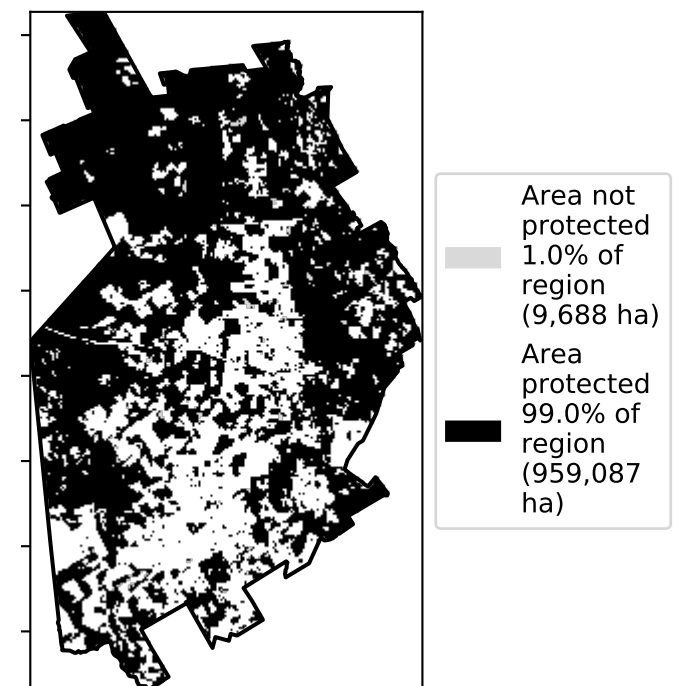 Area not
protected
1.0% of
region
(9,688 ha)
Area
protected
99.0% of
region
(959,087
ha)